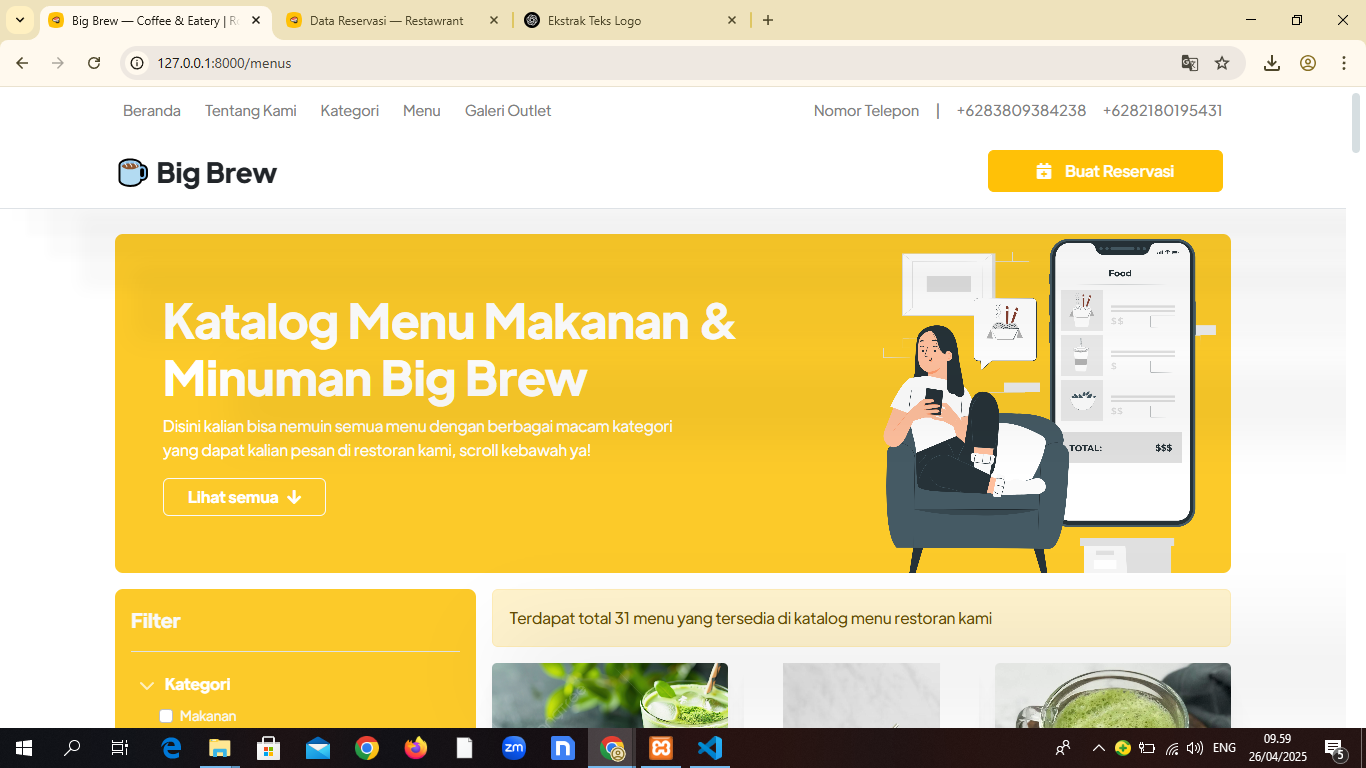 Big Brew — Coffee & Eatery | R
Data Reservasi — Restawrant
Ekstrak Teks Logo
127.0.0.1:8000/menus
Beranda Tentang Kami Kategori Menu Galeri Outlet Nomor Telepon | +6283809384238 +6282180195431
Big Brew
Buat Reservasi
Katalog Menu Makanan &
Minuman Big Brew
Disini kalian bisa nemuin semua menu dengan berbagai macam kategori
yang dapat kalian pesan di restoran kami, scroll kebawah ya!
Lihat semua
Food
$$
$
$$
TOTAL: $$$
Filter
Kategori
Makanan
Terdapat total 31 menu yang tersedia di katalog menu restoran kami
zm
n
ENG
09.59
26/04/2025
5